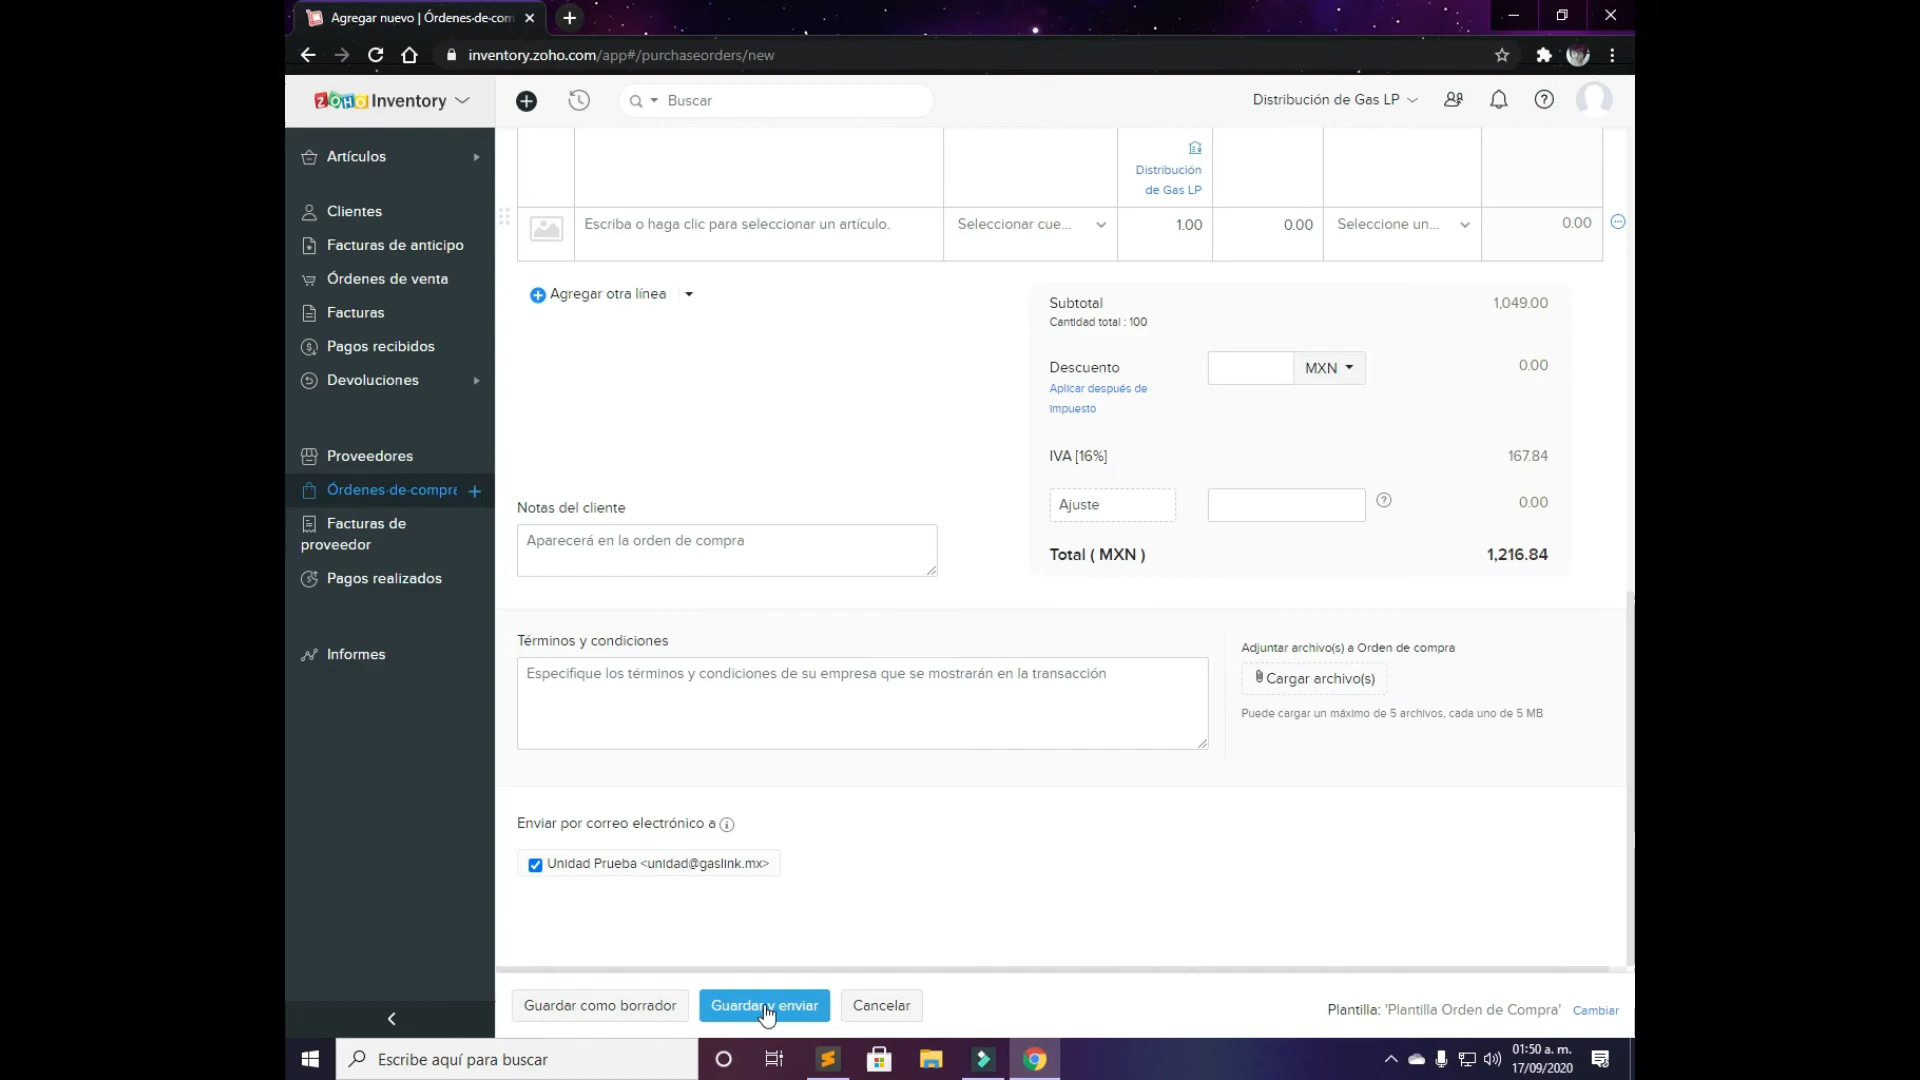 Agregar nuevo | Órdenes-de-com
inventory.zoho.com/app#/purchaseorders/new
ZOHO Inventory
Buscar
Distribución de Gas LP
Artículos
Clientes
Facturas de anticipo
Órdenes de venta
Facturas
Pagos recibidos
Devoluciones
Proveedores
Órdenes-de-compra
Facturas de
proveedor
Pagos realizados
Informes
Distribución
de Gas LP
Escriba o haga clic para seleccionar un artículo.
Seleccionar cue...
1.00
0.00
Seleccione un...
0.00
Agregar otra línea
Subtotal
1,049.00
Cantidad total : 100
Descuento
MXN
0.00
Aplicar después de
impuesto
IVA [16%]
167.84
Ajuste
0.00
Total ( MXN )
1,216.84
Notas del cliente
Aparecerá en la orden de compra
Términos y condiciones
Especifique los términos y condiciones de su empresa que se mostrarán en la transacción
Adjuntar archivo(s) a Orden de compra
Cargar archivo(s)
Puede cargar un máximo de 5 archivos, cada uno de 5 MB
Enviar por correo electrónico a
Unidad Prueba <unidad@gaslink.mx>
Guardar como borrador
Guardar y enviar
Cancelar
Plantilla: 'Plantilla Orden de Compra' Cambiar
Escribe aquí para buscar
01:50 a. m.
17/09/2020